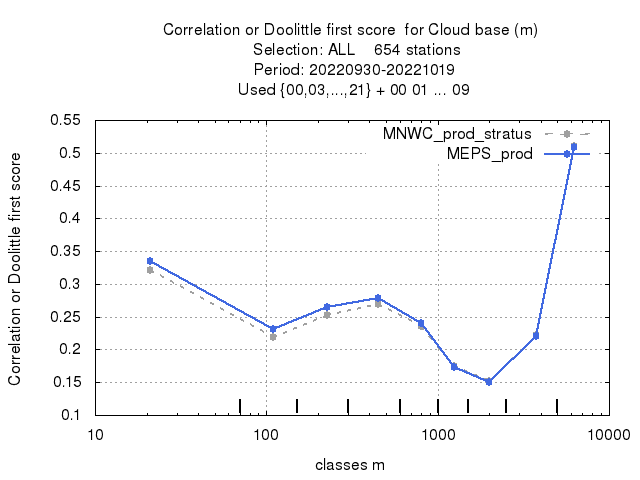 Correlation or Doolittle first score  for Cloud base (m)
Selection: ALL    654 stations
Period: 20220930-20221019
Used {00,03,...,21} + 00 01 ... 09
MNWC_prod_stratus
MEPS_prod
Correlation or Doolittle first score
0.55
0.5
0.45
0.4
0.35
0.3
0.25
0.2
0.15
0.1
10 100 1000 10000
classes m